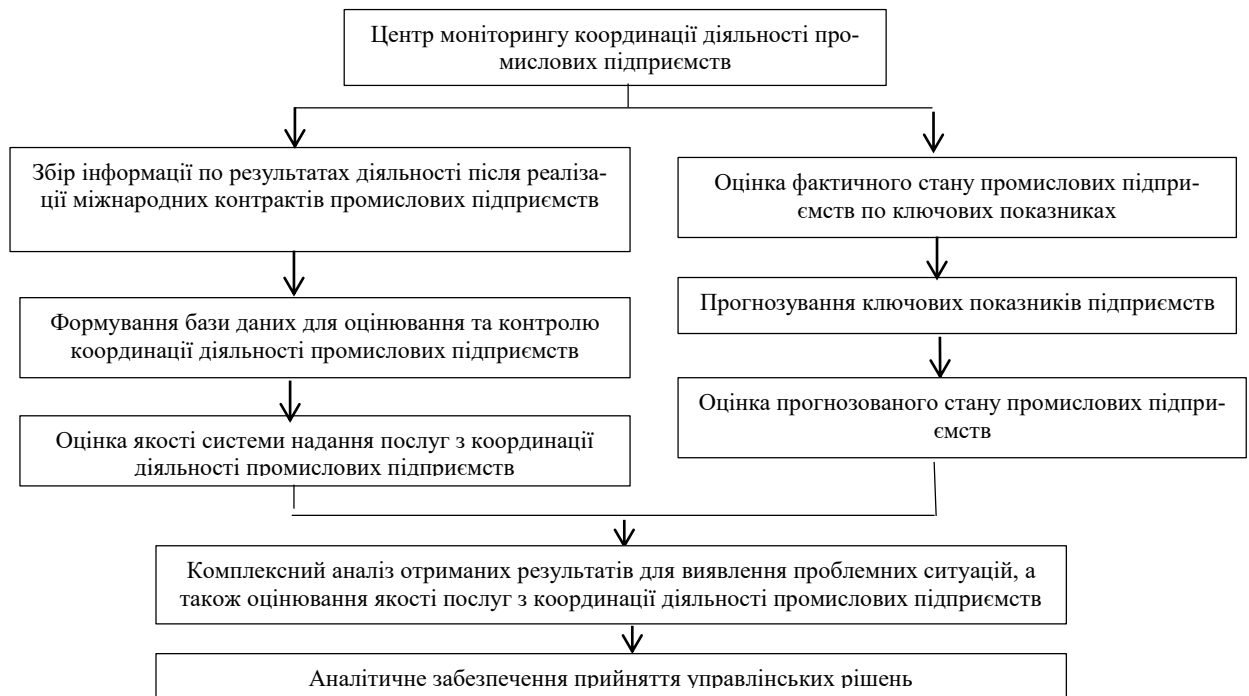 Центр моніторингу координації діяльності про-
мислових підприємств
Збір інформації по результатах діяльності після реаліза-
ції міжнародних контрактів промислових підприємств
Формування бази даних для оцінювання та контролю
координації діяльності промислових підприємств
Оцінка якості системи надання послуг з координації
діяльності промислових підприємств
Оцінка фактичного стану промислових підпри-
ємств по ключових показниках
Прогнозування ключових показників підприємств
Оцінка прогнозованого стану промислових підпри-
ємств
Комплексний аналіз отриманих результатів для виявлення проблемних ситуацій, а
також оцінювання якості послуг з координації діяльності промислових підприємств
Аналітичне забезпечення прийняття управлінських рішень